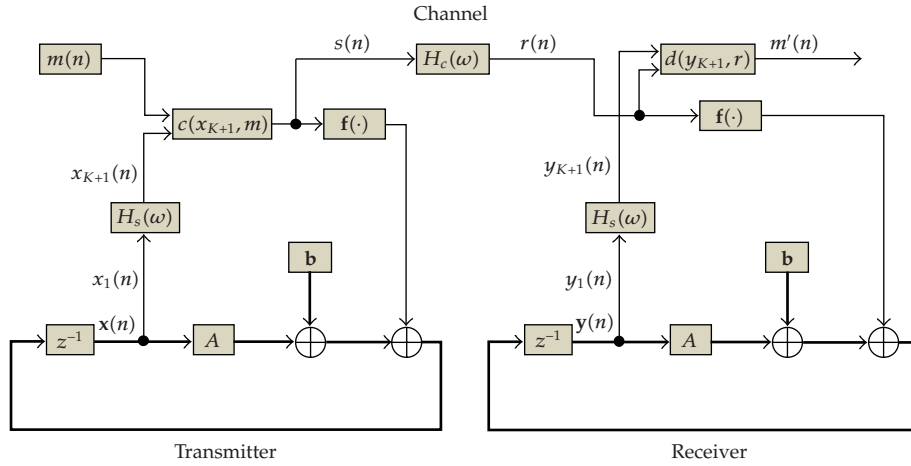 Channel
m(n)
s(n)
H_c(ω)
r(n)
d(y_{K+1}, r)
m′(n)
c(x_{K+1}, m)
f(·)
f(·)
x_{K+1}(n)
y_{K+1}(n)
H_s(ω)
H_s(ω)
b
b
x_1(n)
y_1(n)
z^{-1}
x(n)
A
z^{-1}
y(n)
A
Transmitter
Receiver